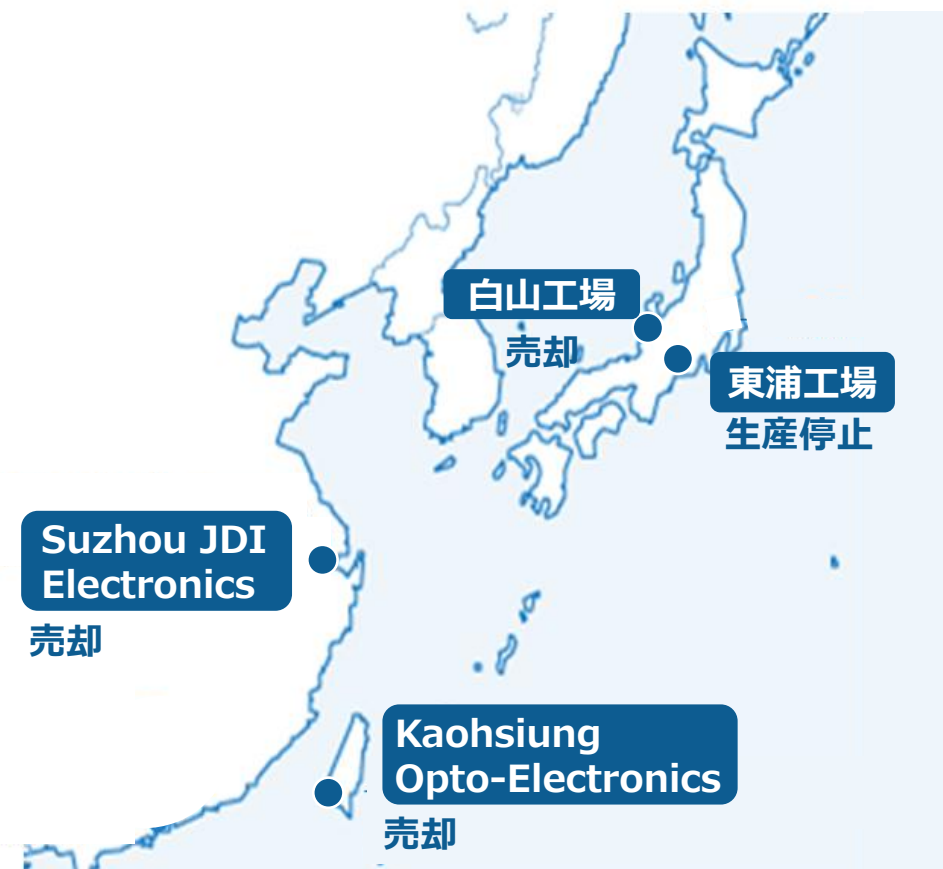 白山工場
売却
東浦工場
生産停止
Suzhou JDI
Electronics
売却
Kaohsiung
Opto-Electronics
売却